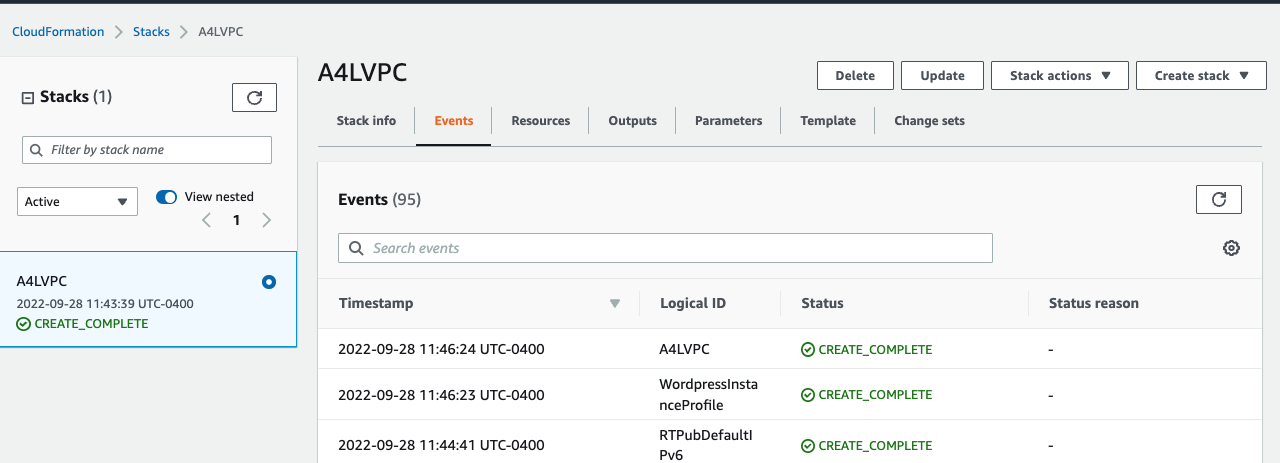 CloudFormation > Stacks > A4LVPC
Stacks (1)
Filter by stack name
Active
View nested
1
A4LVPC
2022-09-28 11:43:39 UTC-0400
CREATE_COMPLETE
A4LVPC
Delete
Update
Stack actions
Create stack
Stack info
Events
Resources
Outputs
Parameters
Template
Change sets
Events (95)
Search events
Timestamp
Logical ID
Status
Status reason
2022-09-28 11:46:24 UTC-0400
A4LVPC
CREATE_COMPLETE
-
2022-09-28 11:46:23 UTC-0400
WordpressInsta
nceProfile
CREATE_COMPLETE
-
2022-09-28 11:44:41 UTC-0400
RTPubDefaultI
Pv6
CREATE_COMPLETE
-